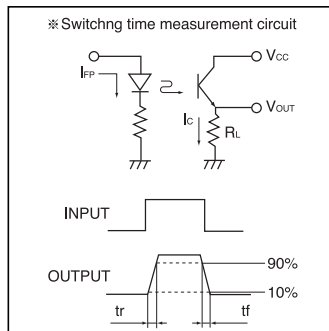 ※Switchng time measurement circuit
IFP
VCC
VOUT
IC
RL
INPUT
OUTPUT
90%
10%
tr
tf